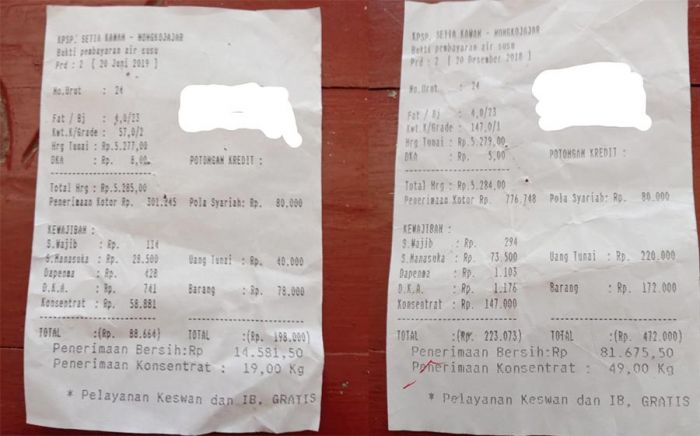 KPSP. SETIA KAWAN - NONGKOJAJAR
Bukti pembayaran air susu
Prd : 2 [ 20 Juni 2019 ]
No.Urut : 24
Fat / Bj : 4,0/23
Kwt.K/Grade : 57,0/2
Hrg Tunai : Rp.5.277,00
DKA : Rp. 8,00 POTONGAN KREDIT :
Total Hrg : Rp.5.285,00
Penerimaan Kotor Rp. 301.245 Pola Syariah: Rp. 80.000
KEWAJIBAN :
S.Wajib : Rp. 114
S.Manasuka : Rp. 28.500 Uang Tunai : Rp. 40.000
Dapenma : Rp. 428
D.K.A. : Rp. 741 Barang : Rp. 78.000
Konsentrat : Rp. 58.881
TOTAL :(Rp. 88.664) TOTAL :(Rp. 198.000)
Penerimaan Bersih:Rp 14.581,50
Penerimaan Konsentrat : 19,00 Kg
* Pelayanan Keswan dan IB, GRATIS
KPSP. SETIA KAWAN - NONGKOJAJAR
Bukti pembayaran air susu
Prd : 2 [ 20 Desember 2018 ]
No.Urut : 24
Fat / Bj : 4,0/23
Kwt.K/Grade : 147,0/1
Hrg Tunai : Rp.5.279,00
DKA : Rp. 5,00 POTONGAN KREDIT :
Total Hrg : Rp.5.284,00
Penerimaan Kotor Rp. 776.748 Pola Syariah: Rp. 80.000
KEWAJIBAN :
S.Wajib : Rp. 294
S.Manasuka : Rp. 73.500 Uang Tunai : Rp. 220.000
Dapenma : Rp. 1.103
D.K.A. : Rp. 1.176 Barang : Rp. 172.000
Konsentrat : Rp. 147.000
TOTAL :(Rp. 223.073) TOTAL :(Rp. 472.000)
Penerimaan Bersih:Rp 81.675,50
Penerimaan Konsentrat : 49,00 Kg
* Pelayanan Keswan dan IB, GRATIS